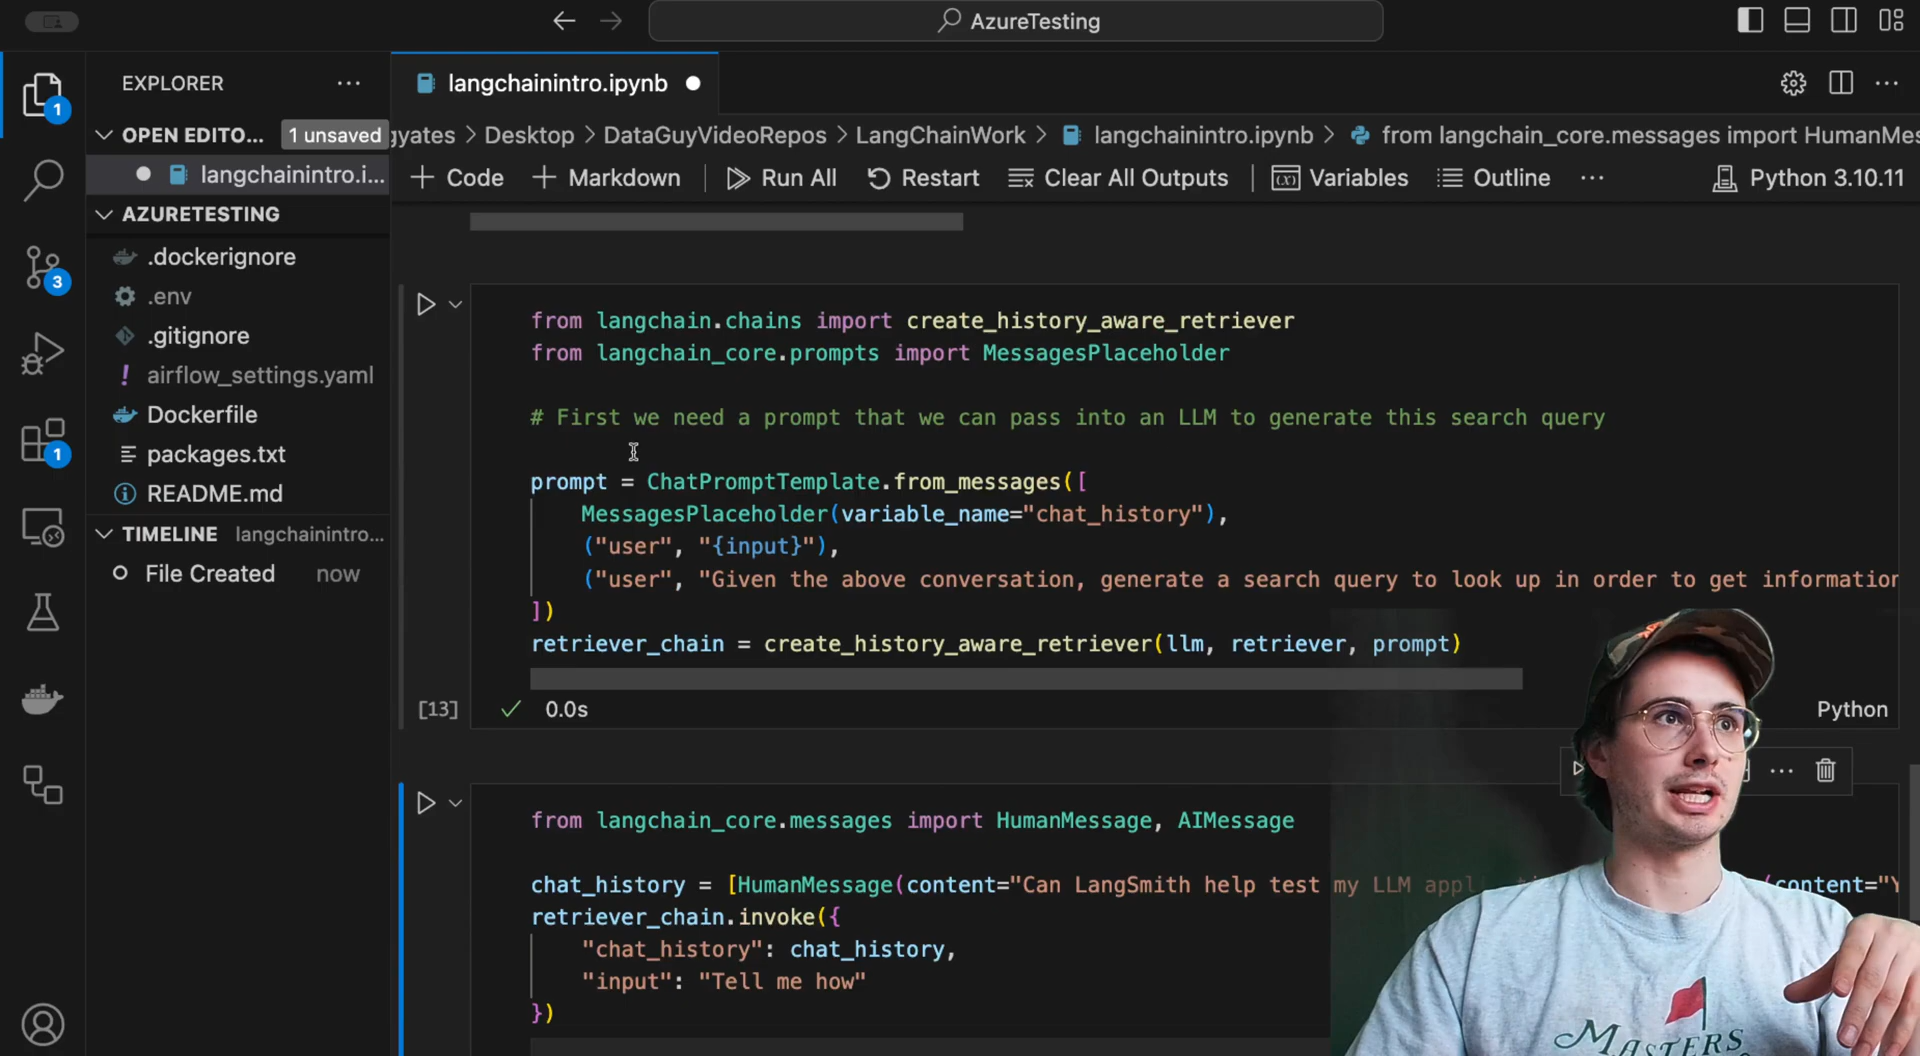 AzureTesting
EXPLORER
langchainintro.ipynb
OPEN EDITO... 1 unsaved
gyates > Desktop > DataGuyVideoRepos > LangChainWork > langchainintro.ipynb > from langchain_core.messages import HumanMes
langchainintro.i...
+ Code + Markdown Run All Restart Clear All Outputs Variables Outline ... Python 3.10.11
AZURETESTING
.dockerignore
.env
.gitignore
airflow_settings.yaml
Dockerfile
packages.txt
README.md
TIMELINE langchainintro...
File Created now
1
3
1
from langchain.chains import create_history_aware_retriever
from langchain_core.prompts import MessagesPlaceholder
# First we need a prompt that we can pass into an LLM to generate this search query
prompt = ChatPromptTemplate.from_messages([
MessagesPlaceholder(variable_name="chat_history"),
("user", "{input}"),
("user", "Given the above conversation, generate a search query to look up in order to get information
])
retriever_chain = create_history_aware_retriever(llm, retriever, prompt)
[13] 0.0s Python
from langchain_core.messages import HumanMessage, AIMessage
chat_history = [HumanMessage(content="Can LangSmith help test my LLM (content="Y
retriever_chain.invoke({
"chat_history": chat_history,
"input": "Tell me how"
})
MASTERS